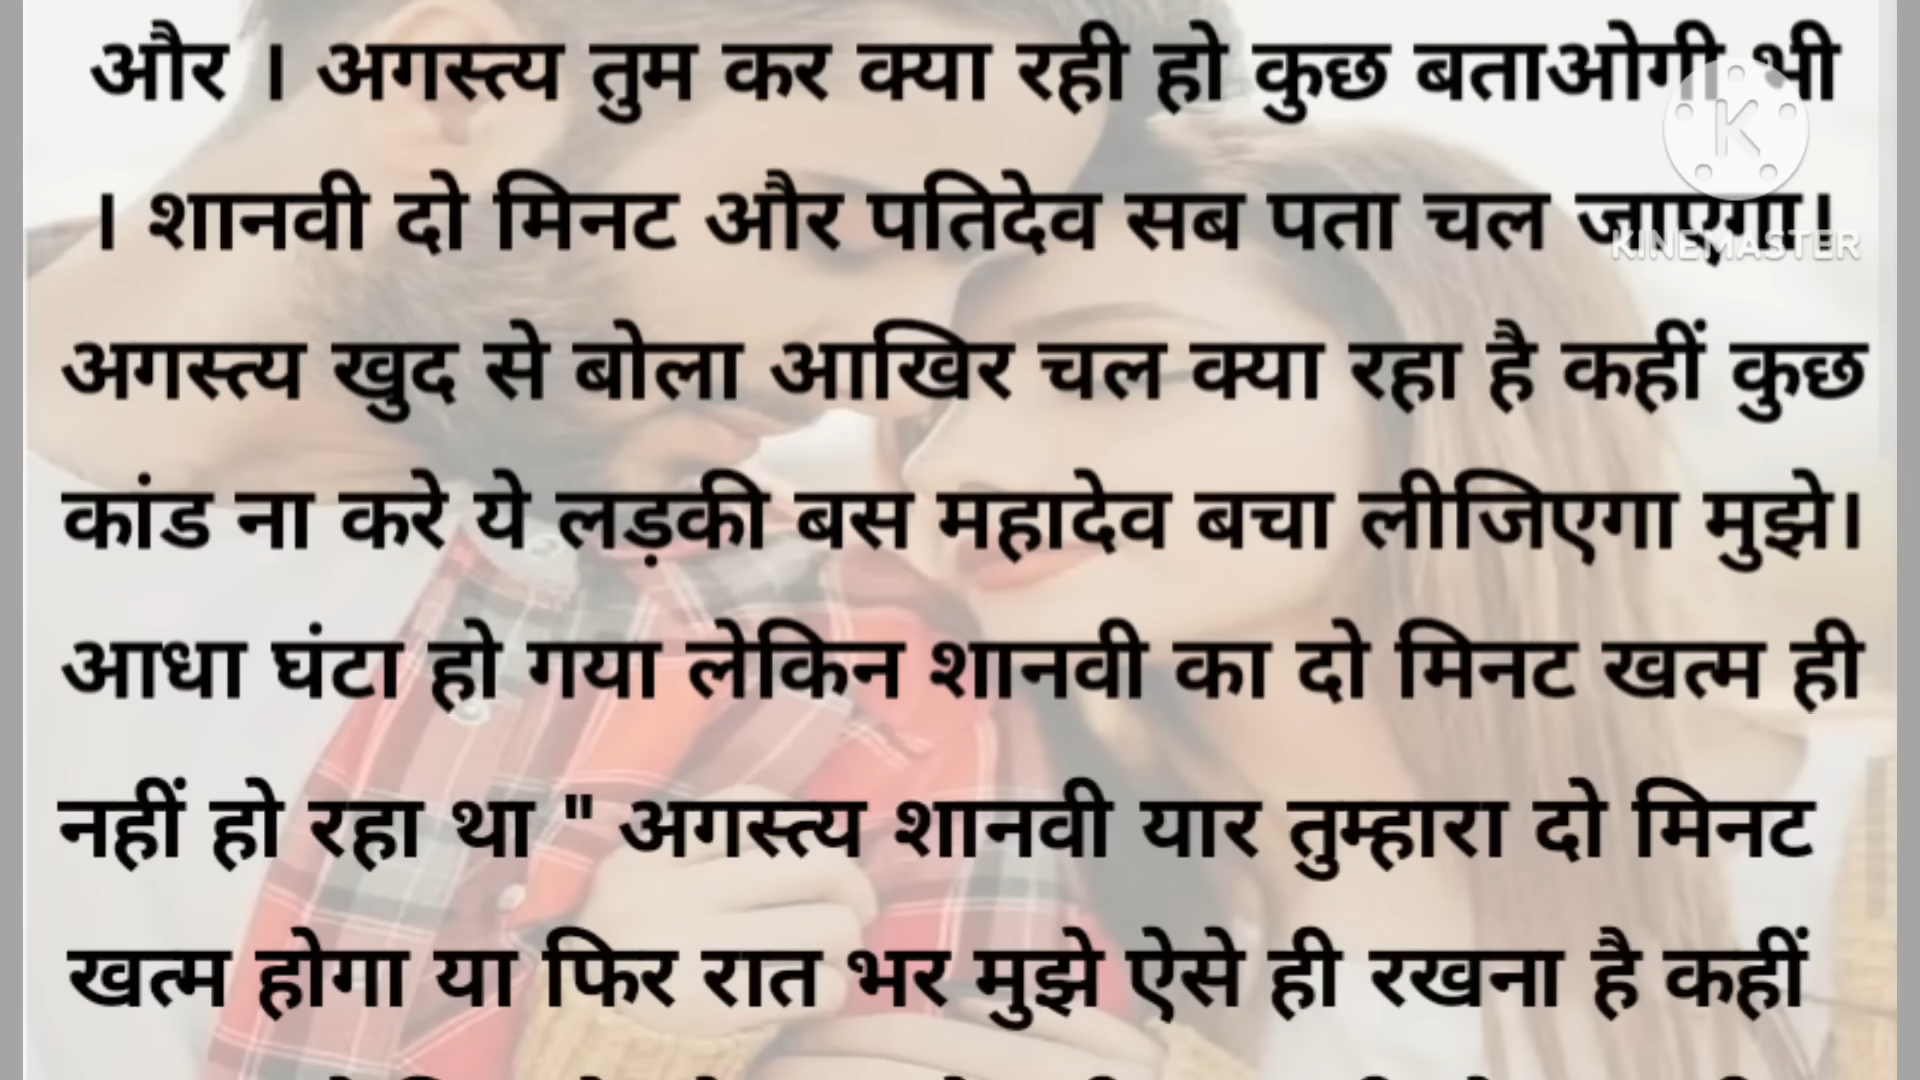 और । अगस्त्य तुम कर क्या रही हो कुछ बताओगी भी
। शानवी दो मिनट और पतिदेव सब पता चल जाएगा।
KINEMASTER
अगस्त्य खुद से बोला आखिर चल क्या रहा है कहीं कुछ
कांड ना करे ये लड़की बस महादेव बचा लीजिएगा मुझे।
आधा घंटा हो गया लेकिन शानवी का दो मिनट खत्म ही
नहीं हो रहा था " अगस्त्य शानवी यार तुम्हारा दो मिनट
खत्म होगा या फिर रात भर मुझे ऐसे ही रखना है कहीं